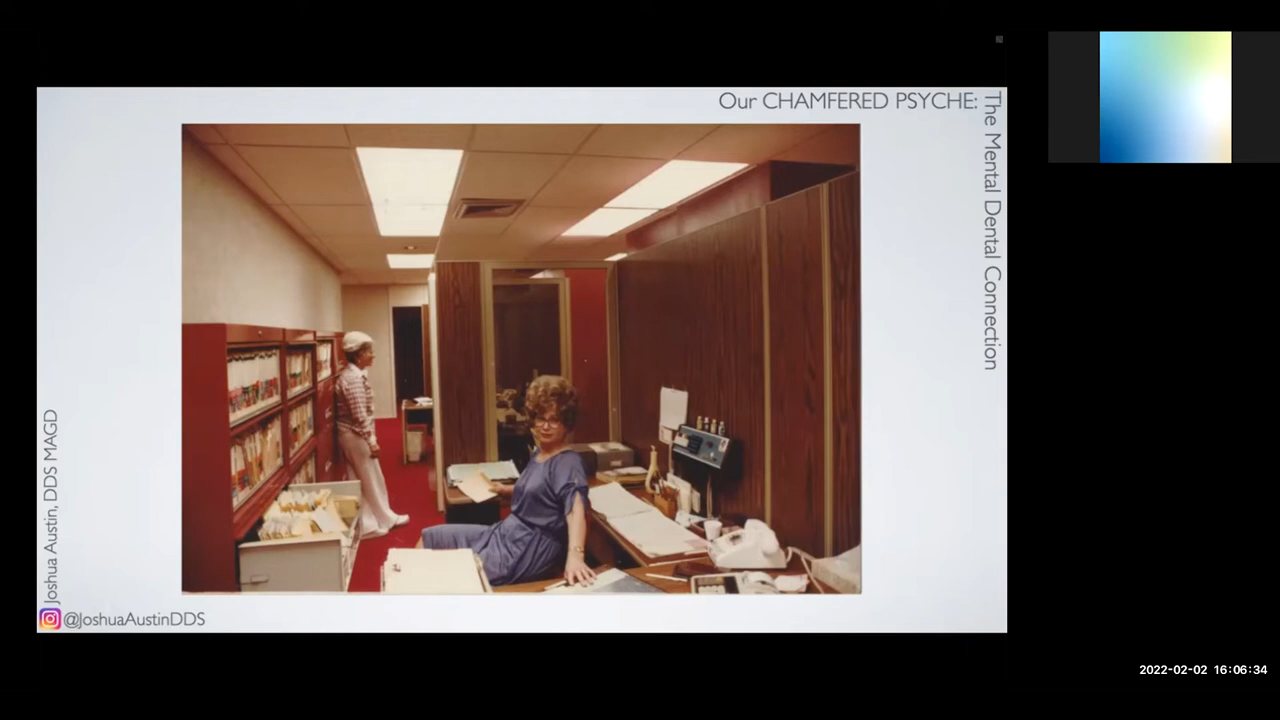 Our CHAMFERED PSYCHE:
The Mental Dental Connection
Joshua Austin, DDS MAGD
@JoshuaAustinDDS
2022-02-02 16:06:34